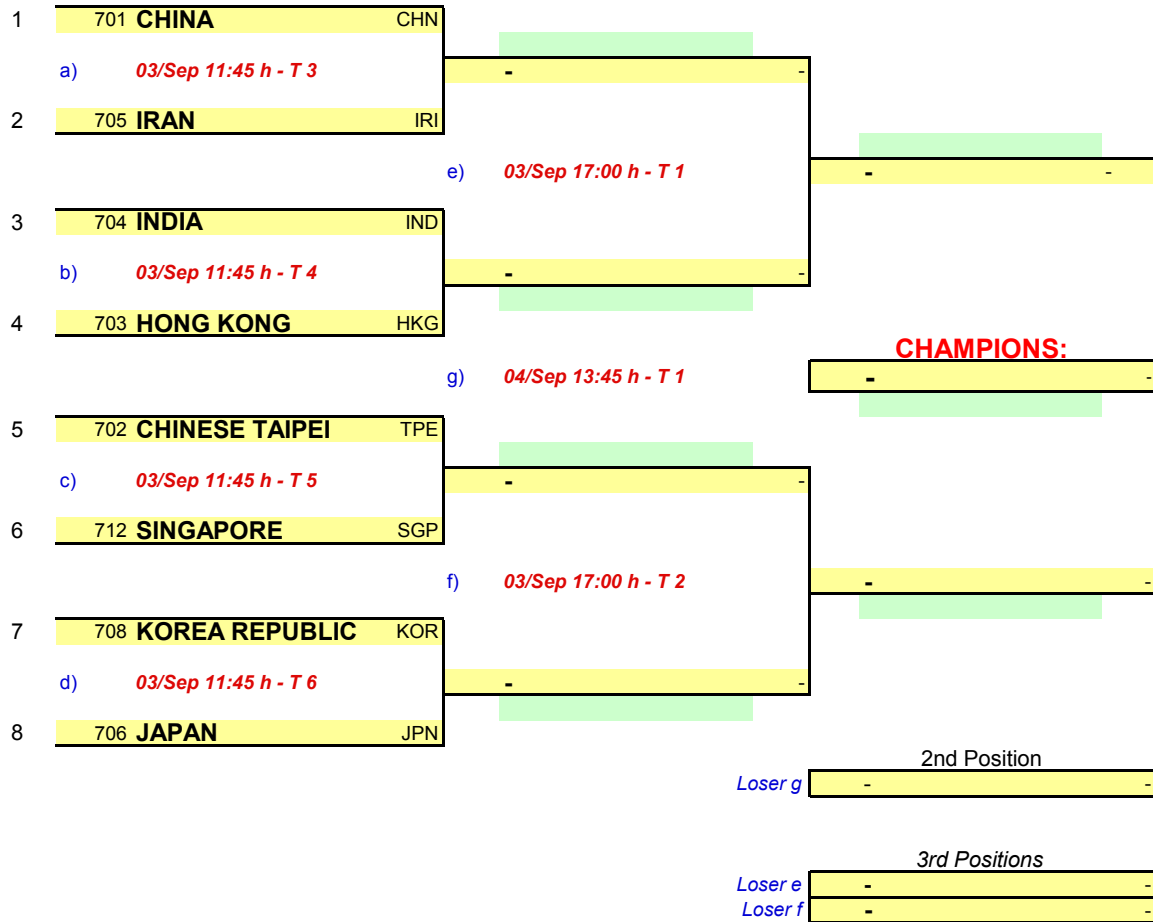 1 701 CHINA CHN
a) 03/Sep 11:45 h - T 3 - -
2 705 IRAN IRI
e) 03/Sep 17:00 h - T 1 - -
3 704 INDIA IND
b) 03/Sep 11:45 h - T 4 - -
4 703 HONG KONG HKG
CHAMPIONS:
g) 04/Sep 13:45 h - T 1 - -
5 702 CHINESE TAIPEI TPE
c) 03/Sep 11:45 h - T 5 - -
6 712 SINGAPORE SGP
f) 03/Sep 17:00 h - T 2 - -
7 708 KOREA REPUBLIC KOR
d) 03/Sep 11:45 h - T 6 - -
8 706 JAPAN JPN
2nd Position
Loser g - -
3rd Positions
Loser e - -
Loser f - -